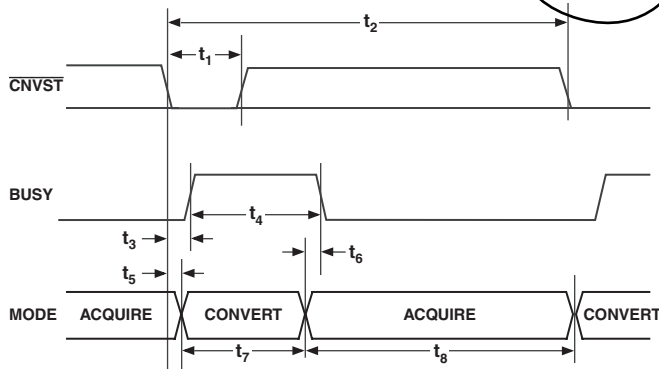 t2
t1
CNVST
BUSY
t4
t3
t6
t5
MODE ACQUIRE CONVERT ACQUIRE CONVERT
t7 t8